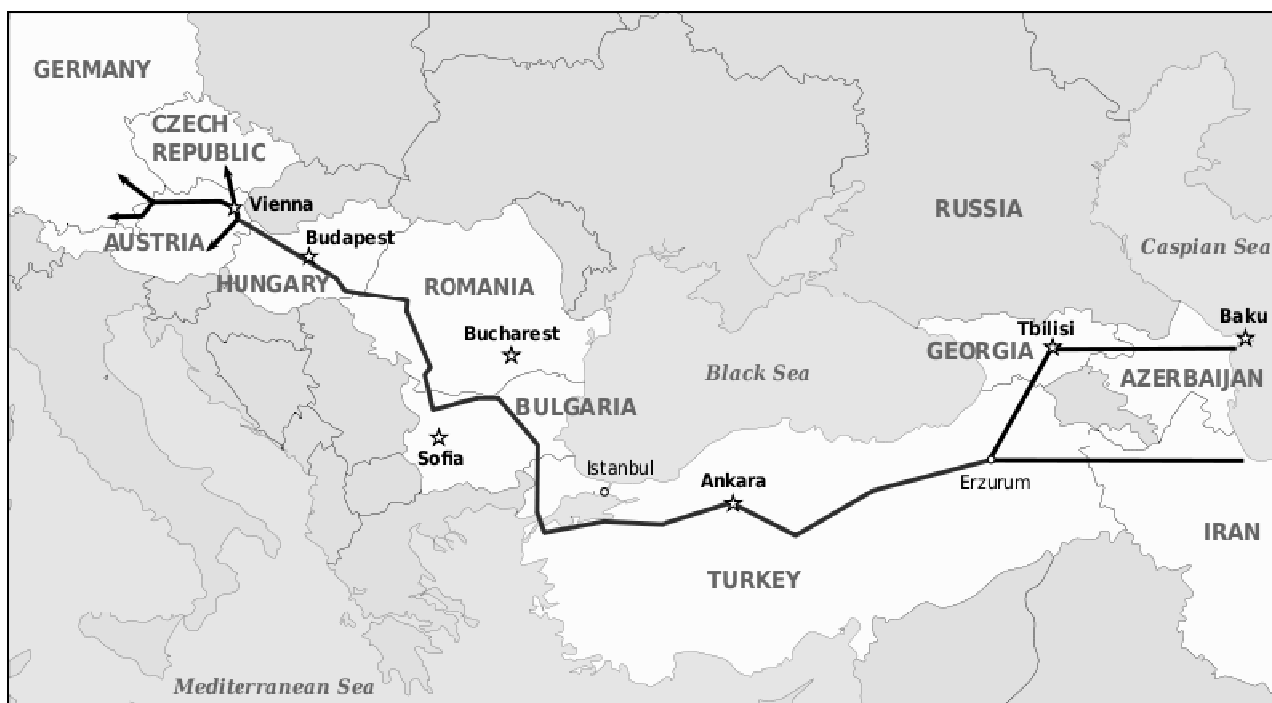 GERMANY
CZECH
REPUBLIC
Vienna
RUSSIA
AUSTRIA
Budapest
Caspian Sea
HUNGARY
ROMANIA
Baku
Tbilisi
Bucharest
GEORGIA
Black Sea
AZERBAIJAN
BULGARIA
Sofia
Istanbul
Ankara
Erzurum
IRAN
TURKEY
Mediterranean Sea